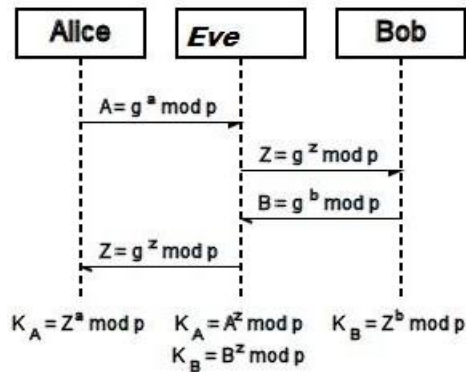 Alice Eve Bob
A = g^a mod p
Z = g^z mod p
B = g^b mod p
Z = g^z mod p
K_A = Z^a mod p K_A = A^z mod p K_B = Z^b mod p
K_B = B^z mod p